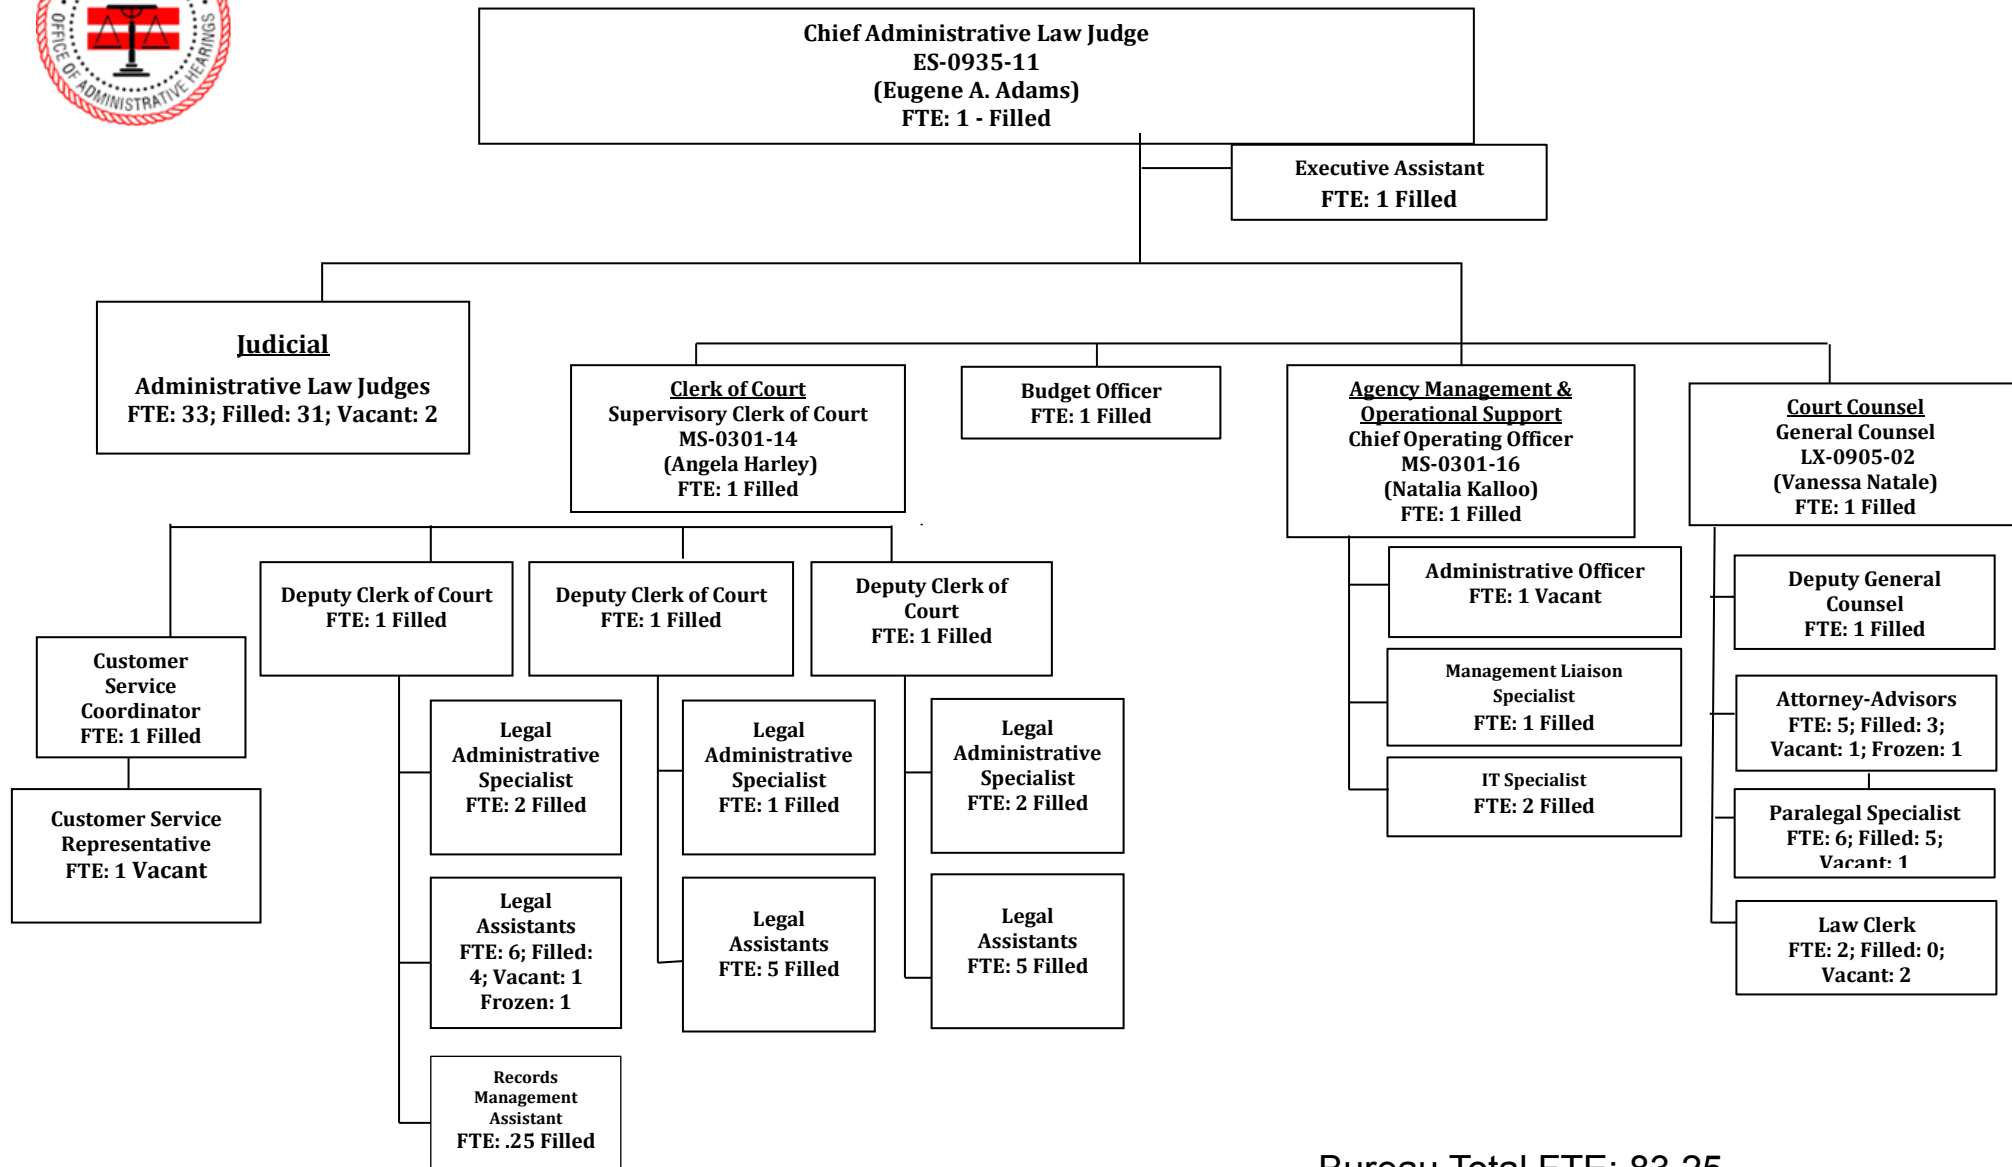 OFFICE OF ADMINISTRATIVE HEARINGS
Chief Administrative Law Judge
ES-0935-11
(Eugene A. Adams)
FTE: 1 - Filled
Executive Assistant
FTE: 1 Filled
Judicial
Administrative Law Judges
FTE: 33; Filled: 31; Vacant: 2
Clerk of Court
Supervisory Clerk of Court
MS-0301-14
(Angela Harley)
FTE: 1 Filled
Budget Officer
FTE: 1 Filled
Agency Management &
Operational Support
Chief Operating Officer
MS-0301-16
(Natalia Kalloo)
FTE: 1 Filled
Court Counsel
General Counsel
LX-0905-02
(Vanessa Natale)
FTE: 1 Filled
Customer
Service
Coordinator
FTE: 1 Filled
Customer Service
Representative
FTE: 1 Vacant
Deputy Clerk of Court
FTE: 1 Filled
Legal
Administrative
Specialist
FTE: 2 Filled
Legal
Assistants
FTE: 6; Filled:
4; Vacant: 1
Frozen: 1
Records
Management
Assistant
FTE: .25 Filled
Deputy Clerk of Court
FTE: 1 Filled
Legal
Administrative
Specialist
FTE: 1 Filled
Legal
Assistants
FTE: 5 Filled
Deputy Clerk of
Court
FTE: 1 Filled
Legal
Administrative
Specialist
FTE: 2 Filled
Legal
Assistants
FTE: 5 Filled
Administrative Officer
FTE: 1 Vacant
Management Liaison
Specialist
FTE: 1 Filled
IT Specialist
FTE: 2 Filled
Deputy General
Counsel
FTE: 1 Filled
Attorney-Advisors
FTE: 5; Filled: 3;
Vacant: 1; Frozen: 1
Paralegal Specialist
FTE: 6; Filled: 5;
Vacant: 1
Law Clerk
FTE: 2; Filled: 0;
Vacant: 2
Bureau Total FTE: 83.25